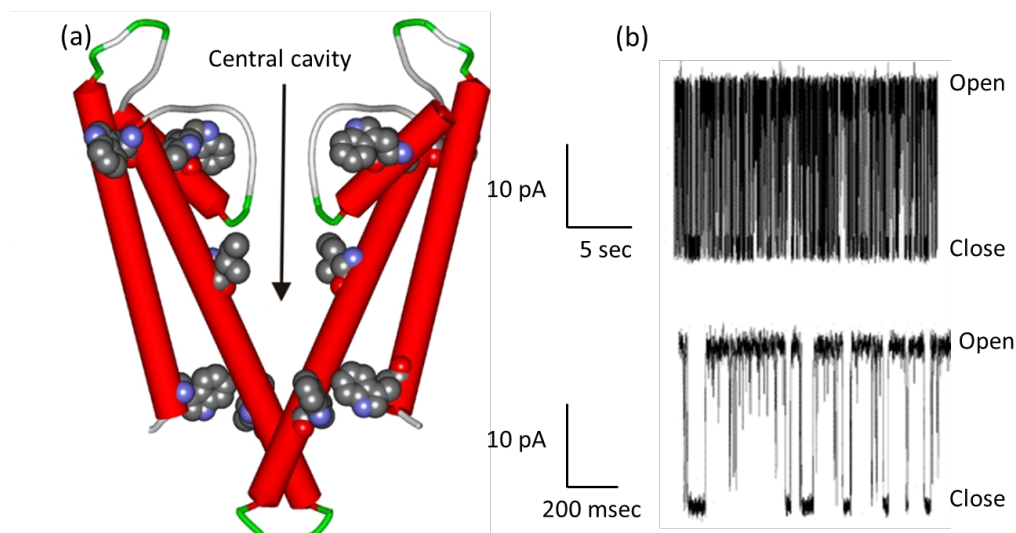 (a)
Central cavity
(b)
Open
10 pA
5 sec
Close
Open
10 pA
200 msec
Close